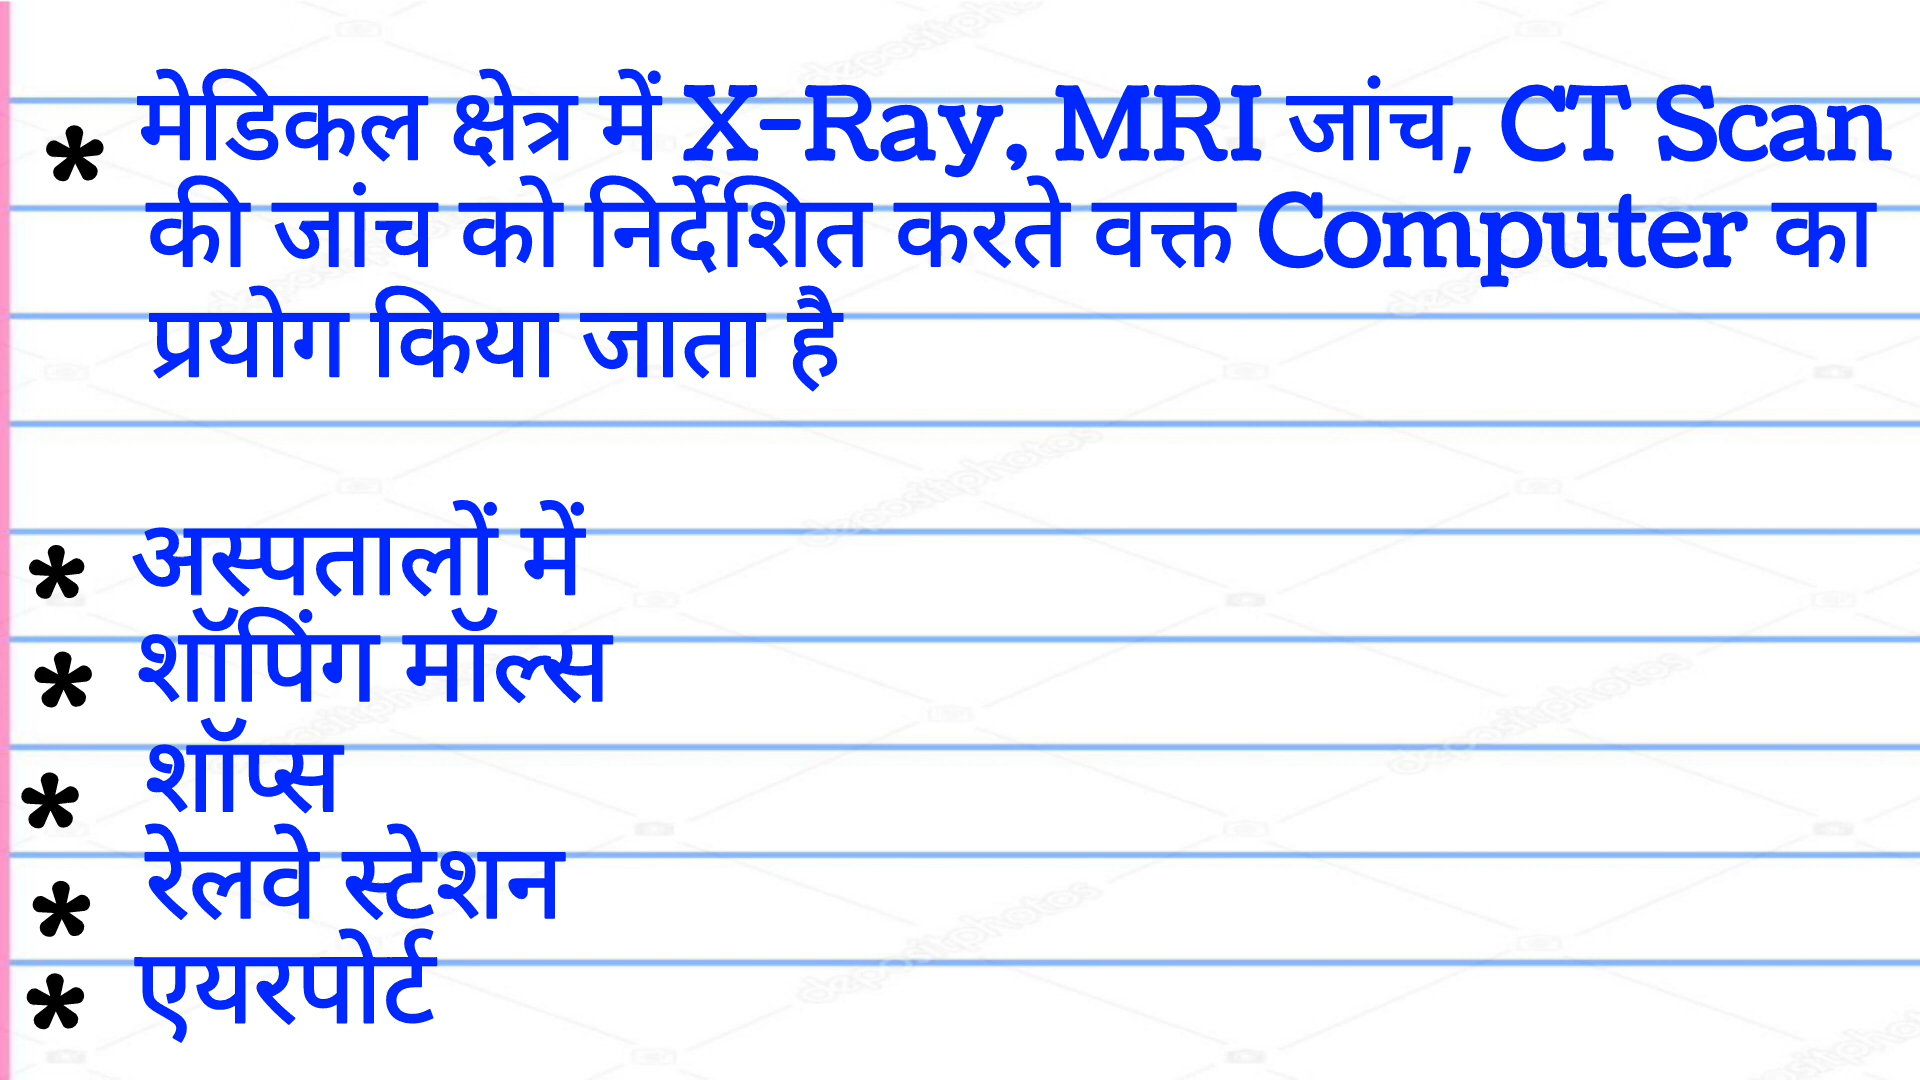 * मेडिकल क्षेत्र में X-Ray, MRI जांच, CT Scan
की जांच को निर्देशित करते वक्त Computer का
प्रयोग किया जाता है
* अस्पतालों में
* शॉपिंग मॉल्स
* शॉप्स
* रेलवे स्टेशन
* एयरपोर्ट